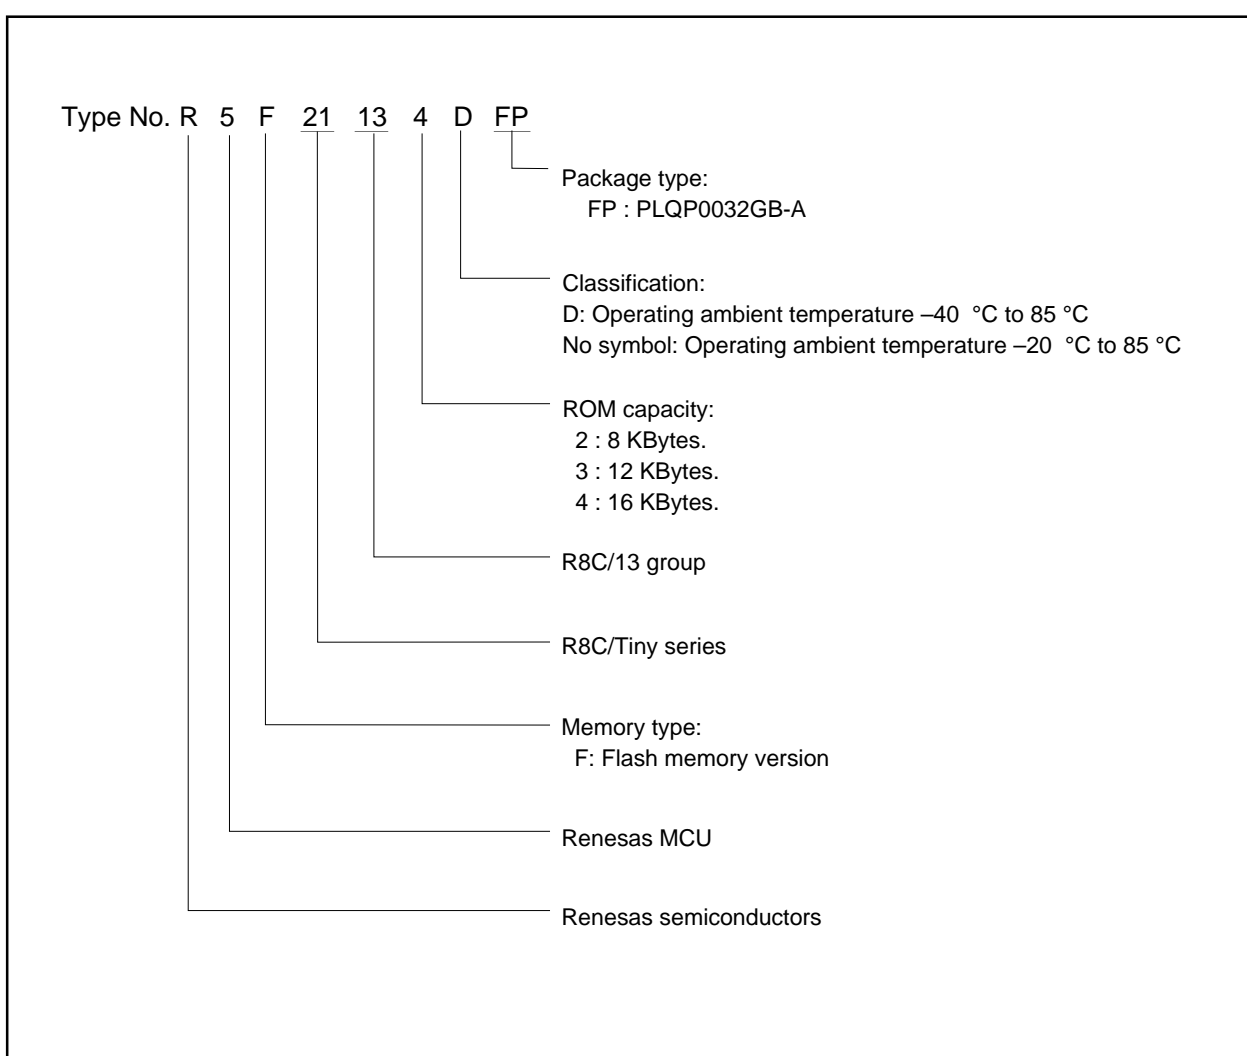 Type No. R 5 F 21 13 4 D FP
Package type:
FP : PLQP0032GB-A
Classification:
D: Operating ambient temperature –40 °C to 85 °C
No symbol: Operating ambient temperature –20 °C to 85 °C
ROM capacity:
2 : 8 KBytes.
3 : 12 KBytes.
4 : 16 KBytes.
R8C/13 group
R8C/Tiny series
Memory type:
F: Flash memory version
Renesas MCU
Renesas semiconductors